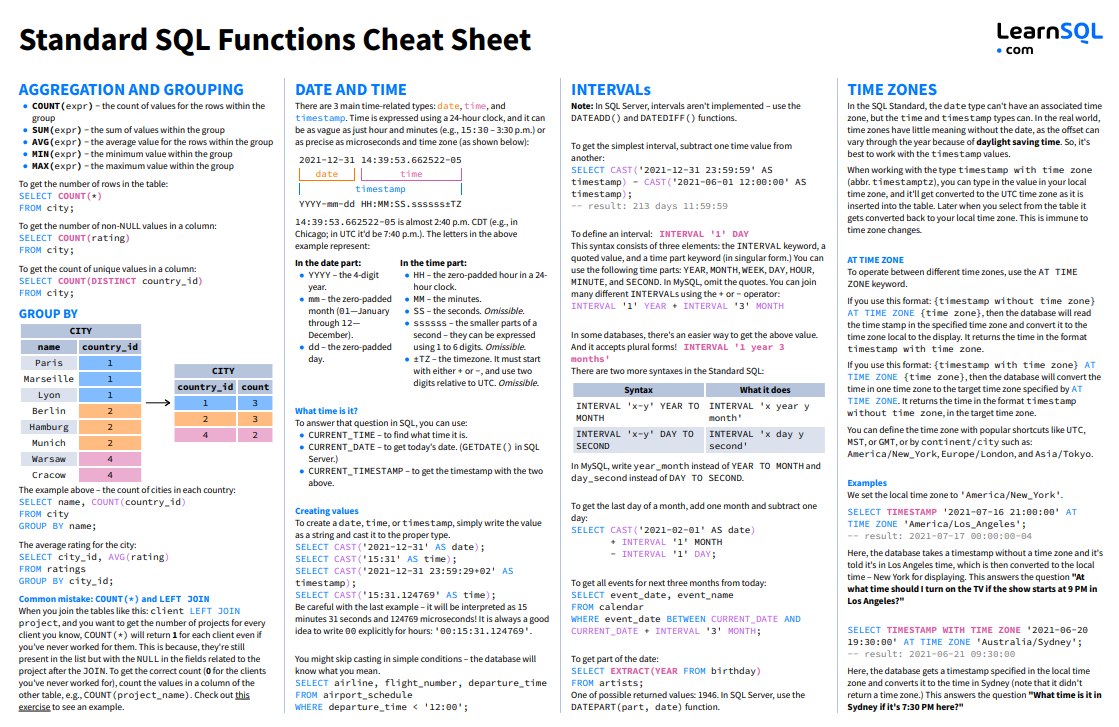 Standard SQL Functions Cheat Sheet
LearnSQL
• com
AGGREGATION AND GROUPING
• COUNT(expr) – the count of values for the rows within the
group
• SUM(expr) – the sum of values within the group
• AVG(expr) – the average value for the rows within the group
• MIN(expr) – the minimum value within the group
• MAX(expr) – the maximum value within the group
To get the number of rows in the table:
SELECT COUNT(*)
FROM city;
To get the number of non-NULL values in a column:
SELECT COUNT(rating)
FROM city;
To get the count of unique values in a column:
SELECT COUNT(DISTINCT country_id)
FROM city;
GROUP BY
CITY
name country_id
Paris 1
Marseille 1
Lyon 1
Berlin 2
Hamburg 2
Munich 2
Warsaw 4
Cracow 4
CITY
country_id count
1 3
2 3
4 2
The example above – the count of cities in each country:
SELECT name, COUNT(country_id)
FROM city
GROUP BY name;
The average rating for the city:
SELECT city_id, AVG(rating)
FROM ratings
GROUP BY city_id;
Common mistake: COUNT(*) and LEFT JOIN
When you join the tables like this: client LEFT JOIN
project, and you want to get the number of projects for every
client you know, COUNT(*) will return 1 for each client even if
you've never worked for them. This is because, they're still
present in the list but with the NULL in the fields related to the
project after the JOIN. To get the correct count (0 for the clients
you've never worked for), count the values in a column of the
other table, e.g., COUNT(project_name). Check out this
exercise to see an example.
DATE AND TIME
There are 3 main time-related types: date, time, and
timestamp. Time is expressed using a 24-hour clock, and it can
be as vague as just hour and minutes (e.g., 15:30 – 3:30 p.m.) or
as precise as microseconds and time zone (as shown below):
2021-12-31 14:39:53.662522-05
date time
timestamp
YYYY-mm-dd HH:MM:SS.ssssss±TZ
14:39:53.662522-05 is almost 2:40 p.m. CDT (e.g., in
Chicago; in UTC it'd be 7:40 p.m.). The letters in the above
example represent:
In the date part:
• YYYY – the 4-digit
year.
• mm – the zero-padded
month (01—January
through 12—
December).
• dd – the zero-padded
day.
In the time part:
• HH – the zero-padded hour in a 24-
hour clock.
• MM – the minutes.
• SS – the seconds. Omissible.
• ssssss – the smaller parts of a
second – they can be expressed
using 1 to 6 digits. Omissible.
• ±TZ – the timezone. It must start
with either + or −, and use two
digits relative to UTC. Omissible.
What time is it?
To answer that question in SQL, you can use:
• CURRENT_TIME – to find what time it is.
• CURRENT_DATE – to get today's date. (GETDATE() in SQL
Server.)
• CURRENT_TIMESTAMP – to get the timestamp with the two
above.
Creating values
To create a date, time, or timestamp, simply write the value
as a string and cast it to the proper type.
SELECT CAST('2021-12-31' AS date);
SELECT CAST('15:31' AS time);
SELECT CAST('2021-12-31 23:59:29+02' AS
timestamp);
SELECT CAST('15:31.124769' AS time);
Be careful with the last example – it will be interpreted as 15
minutes 31 seconds and 124769 microseconds! It is always a good
idea to write 00 explicitly for hours: '00:15:31.124769'.
You might skip casting in simple conditions – the database will
know what you mean.
SELECT airline, flight_number, departure_time
FROM airport_schedule
WHERE departure_time < '12:00';
INTERVALs
Note: In SQL Server, intervals aren't implemented – use the
DATEADD() and DATEDIFF() functions.
To get the simplest interval, subtract one time value from
another:
SELECT CAST('2021-12-31 23:59:59' AS
timestamp) - CAST('2021-06-01 12:00:00' AS
timestamp);
-- result: 213 days 11:59:59
To define an interval: INTERVAL '1' DAY
This syntax consists of three elements: the INTERVAL keyword, a
quoted value, and a time part keyword (in singular form.) You can
use the following time parts: YEAR, MONTH, WEEK, DAY, HOUR,
MINUTE, and SECOND. In MySQL, omit the quotes. You can join
many different INTERVALs using the + or − operator:
INTERVAL '1' YEAR + INTERVAL '3' MONTH
In some databases, there's an easier way to get the above value.
And it accepts plural forms! INTERVAL '1 year 3
months'
There are two more syntaxes in the Standard SQL:
Syntax What it does
INTERVAL 'x-y' YEAR TO
MONTH
INTERVAL 'x year y
month'
INTERVAL 'x-y' DAY TO
SECOND
INTERVAL 'x day y
second'
In MySQL, write year_month instead of YEAR TO MONTH and
day_second instead of DAY TO SECOND.
To get the last day of a month, add one month and subtract one
day:
SELECT CAST('2021-02-01' AS date)
+ INTERVAL '1' MONTH
- INTERVAL '1' DAY;
To get all events for next three months from today:
SELECT event_date, event_name
FROM calendar
WHERE event_date BETWEEN CURRENT_DATE AND
CURRENT_DATE + INTERVAL '3' MONTH;
To get part of the date:
SELECT EXTRACT(YEAR FROM birthday)
FROM artists;
One of possible returned values: 1946. In SQL Server, use the
DATEPART(part, date) function.
TIME ZONES
In the SQL Standard, the date type can't have an associated time
zone, but the time and timestamp types can. In the real world,
time zones have little meaning without the date, as the offset can
vary through the year because of daylight saving time. So, it's
best to work with the timestamp values.
When working with the type timestamp with time zone
(abbr. timestamptz), you can type in the value in your local
time zone, and it'll get converted to the UTC time zone as it is
inserted into the table. Later when you select from the table it
gets converted back to your local time zone. This is immune to
time zone changes.
AT TIME ZONE
To operate between different time zones, use the AT TIME
ZONE keyword.
If you use this format: {timestamp without time zone}
AT TIME ZONE {time zone}, then the database will read
the time stamp in the specified time zone and convert it to the
time zone local to the display. It returns the time in the format
timestamp with time zone.
If you use this format: {timestamp with time zone} AT
TIME ZONE {time zone}, then the database will convert the
time in one time zone to the target time zone specified by AT
TIME ZONE. It returns the time in the format timestamp
without time zone, in the target time zone.
You can define the time zone with popular shortcuts like UTC,
MST, or GMT, or by continent/city such as:
America/New_York, Europe/London, and Asia/Tokyo.
Examples
We set the local time zone to 'America/New_York'.
SELECT TIMESTAMP '2021-07-16 21:00:00' AT
TIME ZONE 'America/Los_Angeles';
-- result: 2021-07-17 00:00:00-04
Here, the database takes a timestamp without a time zone and it's
told it's in Los Angeles time, which is then converted to the local
time – New York for displaying. This answers the question "At
what time should I turn on the TV if the show starts at 9 PM in
Los Angeles?"
SELECT TIMESTAMP WITH TIME ZONE '2021-06-20
19:30:00' AT TIME ZONE 'Australia/Sydney';
-- result: 2021-06-21 09:30:00
Here, the database gets a timestamp specified in the local time
zone and converts it to the time in Sydney (note that it didn't
return a time zone.) This answers the question "What time is it in
Sydney if it's 7:30 PM here?"